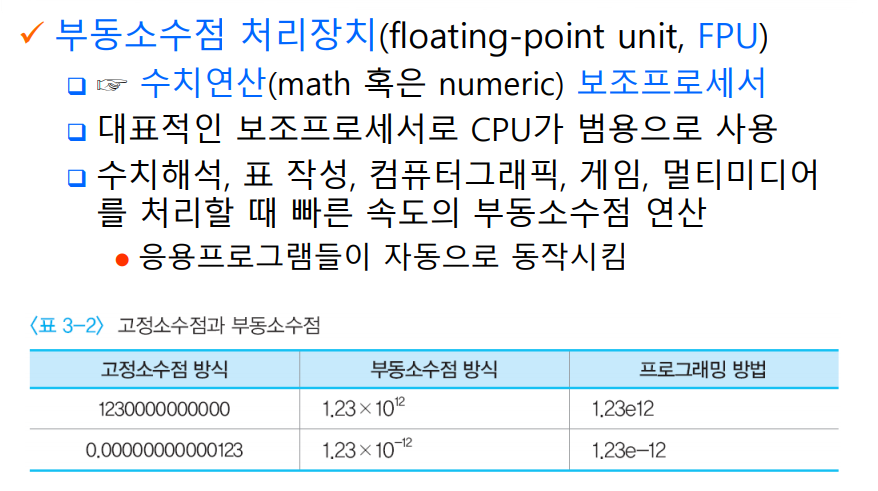 ✓ 부동소수점 처리장치(floating-point unit, FPU)
❑ ☞ 수치연산(math 혹은 numeric) 보조프로세서
❑ 대표적인 보조프로세서로 CPU가 범용으로 사용
❑ 수치해석, 표 작성, 컴퓨터그래픽, 게임, 멀티미디어
를 처리할 때 빠른 속도의 부동소수점 연산
● 응용프로그램들이 자동으로 동작시킴
〈표 3-2〉 고정소수점과 부동소수점
고정소수점 방식 부동소수점 방식 프로그래밍 방법
1230000000000 1.23×10¹² 1.23e12
0.00000000000123 1.23×10⁻¹² 1.23e-12